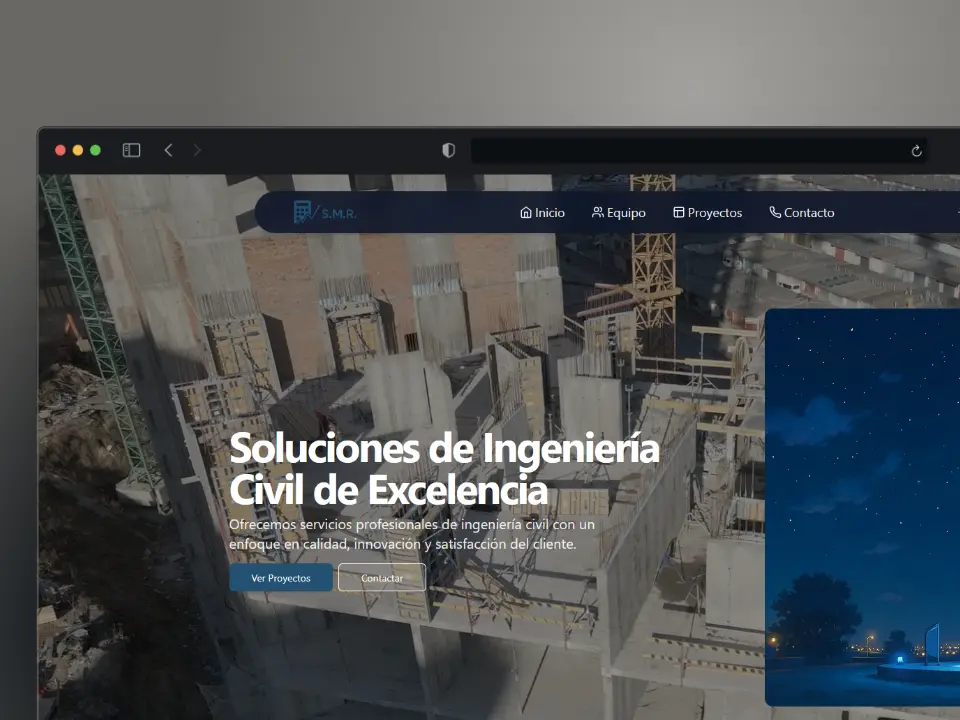 S.M.R.
Inicio
Equipo
Proyectos
Contacto
Soluciones de Ingeniería
Civil de Excelencia
Ofrecemos servicios profesionales de ingeniería civil con un
enfoque en calidad, innovación y satisfacción del cliente.
Ver Proyectos
Contactar